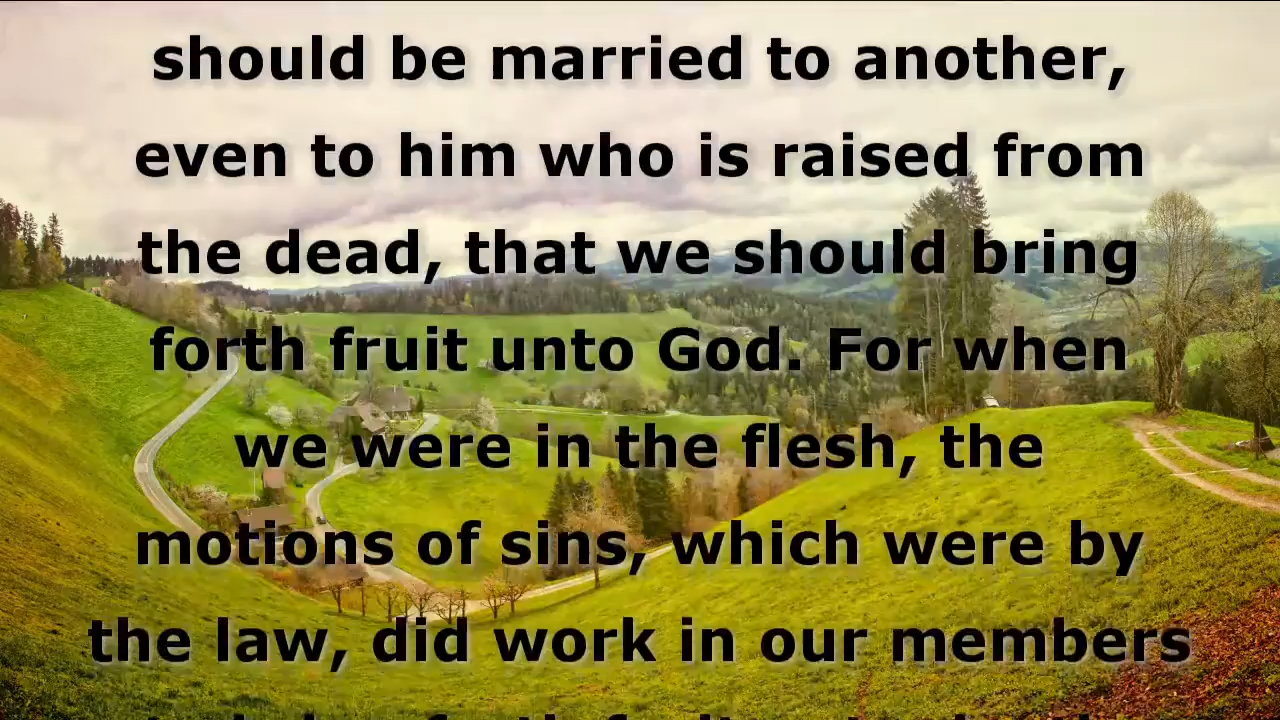 should be married to another,
even to him who is raised from
the dead, that we should bring
forth fruit unto God. For when
we were in the flesh, the
motions of sins, which were by
the law, did work in our members